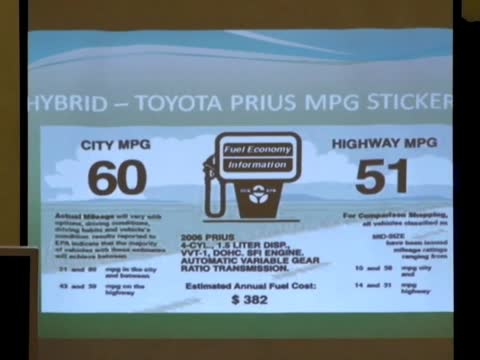 HYBRID – TOYOTA PRIUS MPG STICKER
CITY MPG
60
Fuel Economy
Information
HIGHWAY MPG
51
Actual Mileage will vary with
options, driving conditions,
driving habits and vehicle's
condition. Results reported to
EPA indicate that the majority
of vehicles with these estimates
will achieve between
51 and 69 mpg in the city
and between
43 and 59 mpg on the
highway
2006 PRIUS
4-CYL., 1.5 LITER DISP.,
VVT-1, DOHC. SFI ENGINE.
AUTOMATIC VARIABLE GEAR
RATIO TRANSMISSION.
Estimated Annual Fuel Cost:
$ 382
For Comparison Shopping,
all vehicles classified as
MID-SIZE
have been issued
mileage ratings
ranging from
mpg city and
14 and 51 mpg
highway